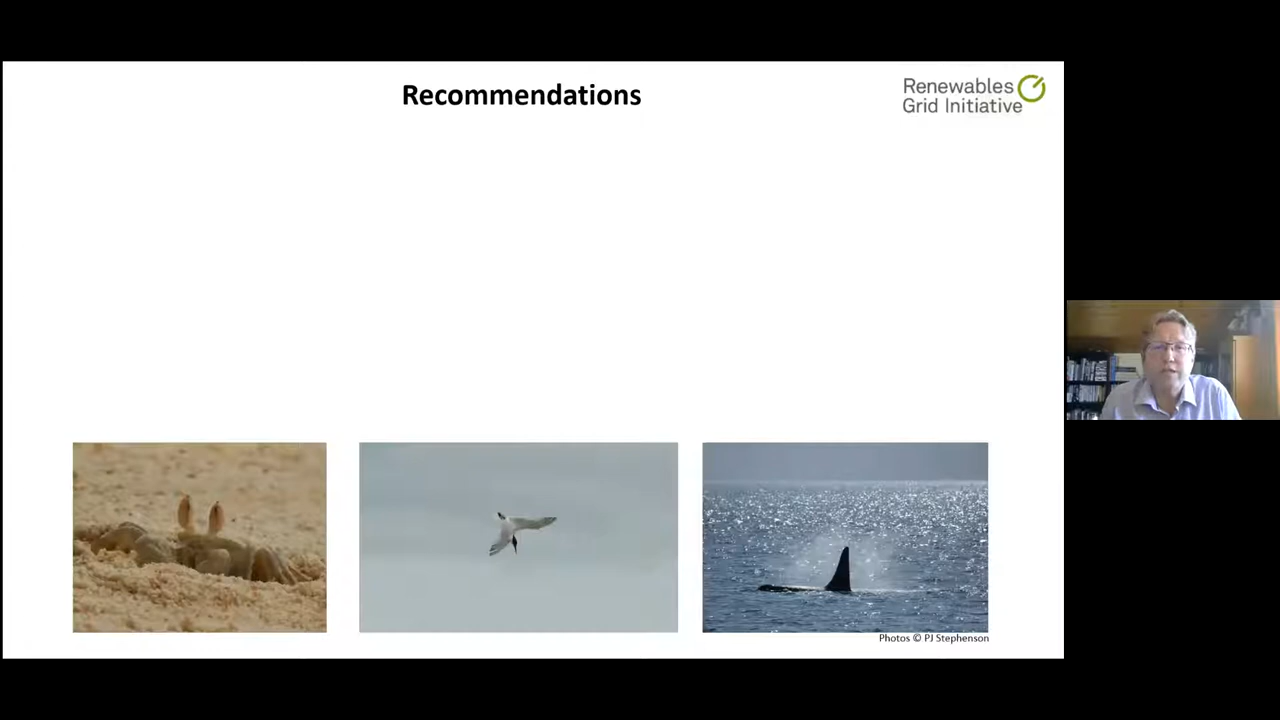 Recommendations
Renewables
Grid Initiative
Photos © PJ Stephenson